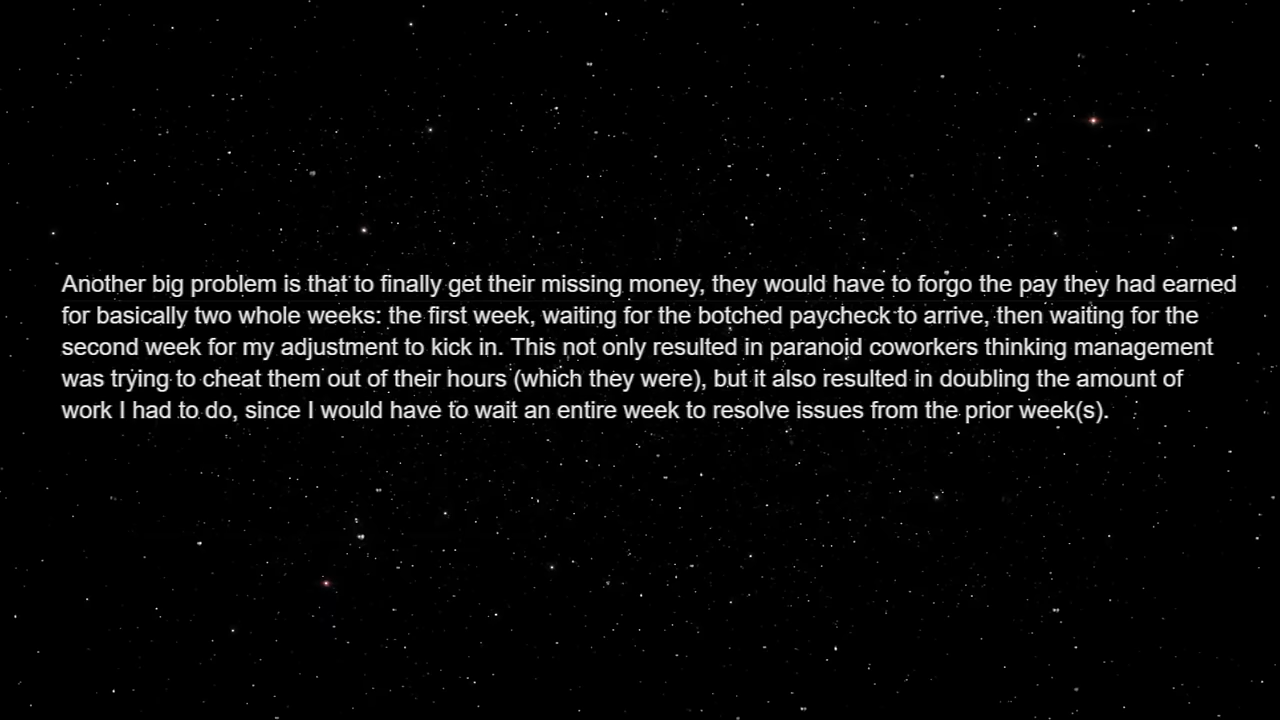 Another big problem is that to finally get their missing money, they would have to forgo the pay they had earned
for basically two whole weeks: the first week, waiting for the botched paycheck to arrive, then waiting for the
second week for my adjustment to kick in. This not only resulted in paranoid coworkers thinking management
was trying to cheat them out of their hours (which they were), but it also resulted in doubling the amount of
work I had to do, since I would have to wait an entire week to resolve issues from the prior week(s).